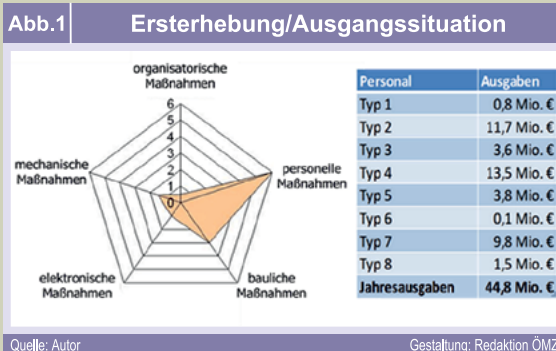 Abb.1 Ersterhebung/Ausgangssituation
organisatorische
Maßnahmen
6
5
4
3
2
1
0
mechanische
Maßnahmen
personelle
Maßnahmen
elektronische
Maßnahmen
bauliche
Maßnahmen
Personal Ausgaben
Typ 1 0,8 Mio. €
Typ 2 11,7 Mio. €
Typ 3 3,6 Mio. €
Typ 4 13,5 Mio. €
Typ 5 3,8 Mio. €
Typ 6 0,1 Mio. €
Typ 7 9,8 Mio. €
Typ 8 1,5 Mio. €
Jahresausgaben 44,8 Mio. €
Quelle: Autor Gestaltung: Redaktion ÖMZ